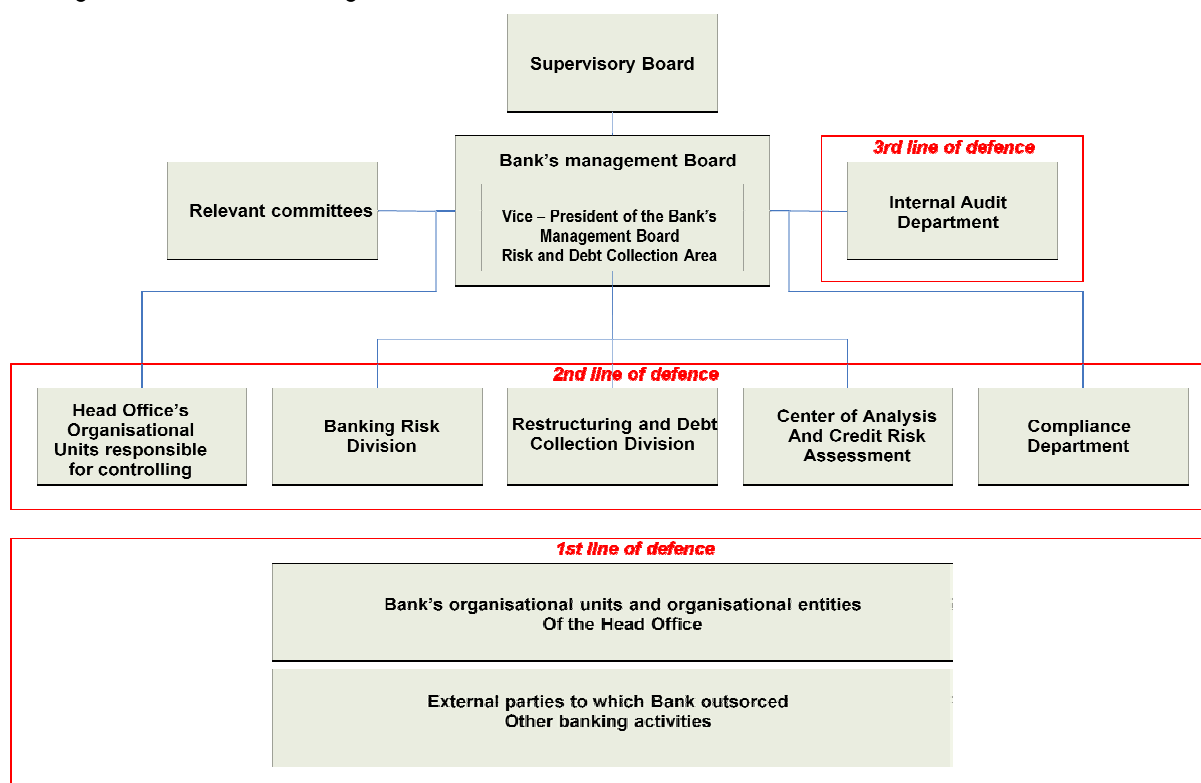 Supervisory Board
Bank’s management Board
Vice – President of the Bank’s
Management Board
Risk and Debt Collection Area
Relevant committees
3rd line of defence
Internal Audit
Department
2nd line of defence
Head Office’s
Organisational
Units responsible
for controlling
Banking Risk
Division
Restructuring and Debt
Collection Division
Center of Analysis
And Credit Risk
Assessment
Compliance
Department
1st line of defence
Bank’s organisational units and organisational entities
Of the Head Office
External parties to which Bank outsorced
Other banking activities